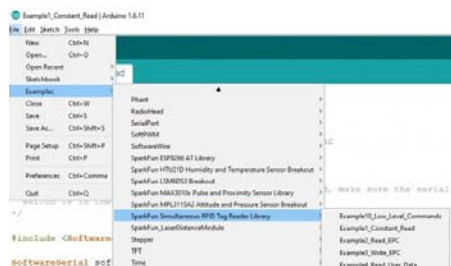 Example1_Constant_Read | Arduino 1.6.11
File Edit Sketch Tools Help
New Ctrl+N
Open... Ctrl+O
Open Recent
Sketchbook
Examples
Close Ctrl+W
Save Ctrl+S
Save As... Ctrl+Shift+S
Page Setup Ctrl+Shift+P
Print Ctrl+P
Preferences Ctrl+Comma
Quit Ctrl+Q
Phant
RadioHead
SerialPort
SoftPWM
SoftwareWire
SparkFun ESP8266 AT Library
SparkFun HTU21D Humidity and Temperature Sensor Breakout
SparkFun LSM6DS3 Breakout
SparkFun MAX3010x Pulse and Proximity Sensor Library
SparkFun MPL3115A2 Altitude and Pressure Sensor Breakout
SparkFun Simultaneous RFID Tag Reader Library
SparkFun_LaserDistanceModule
Stepper
TFT
Time
Example10_Low_Level_Commands
Example1_Constant_Read
Example2_Read_EPC
Example3_Write_EPC
Example4_Read_User_Data
make sure the serial
*/
#include <Software
SoftwareSerial sof